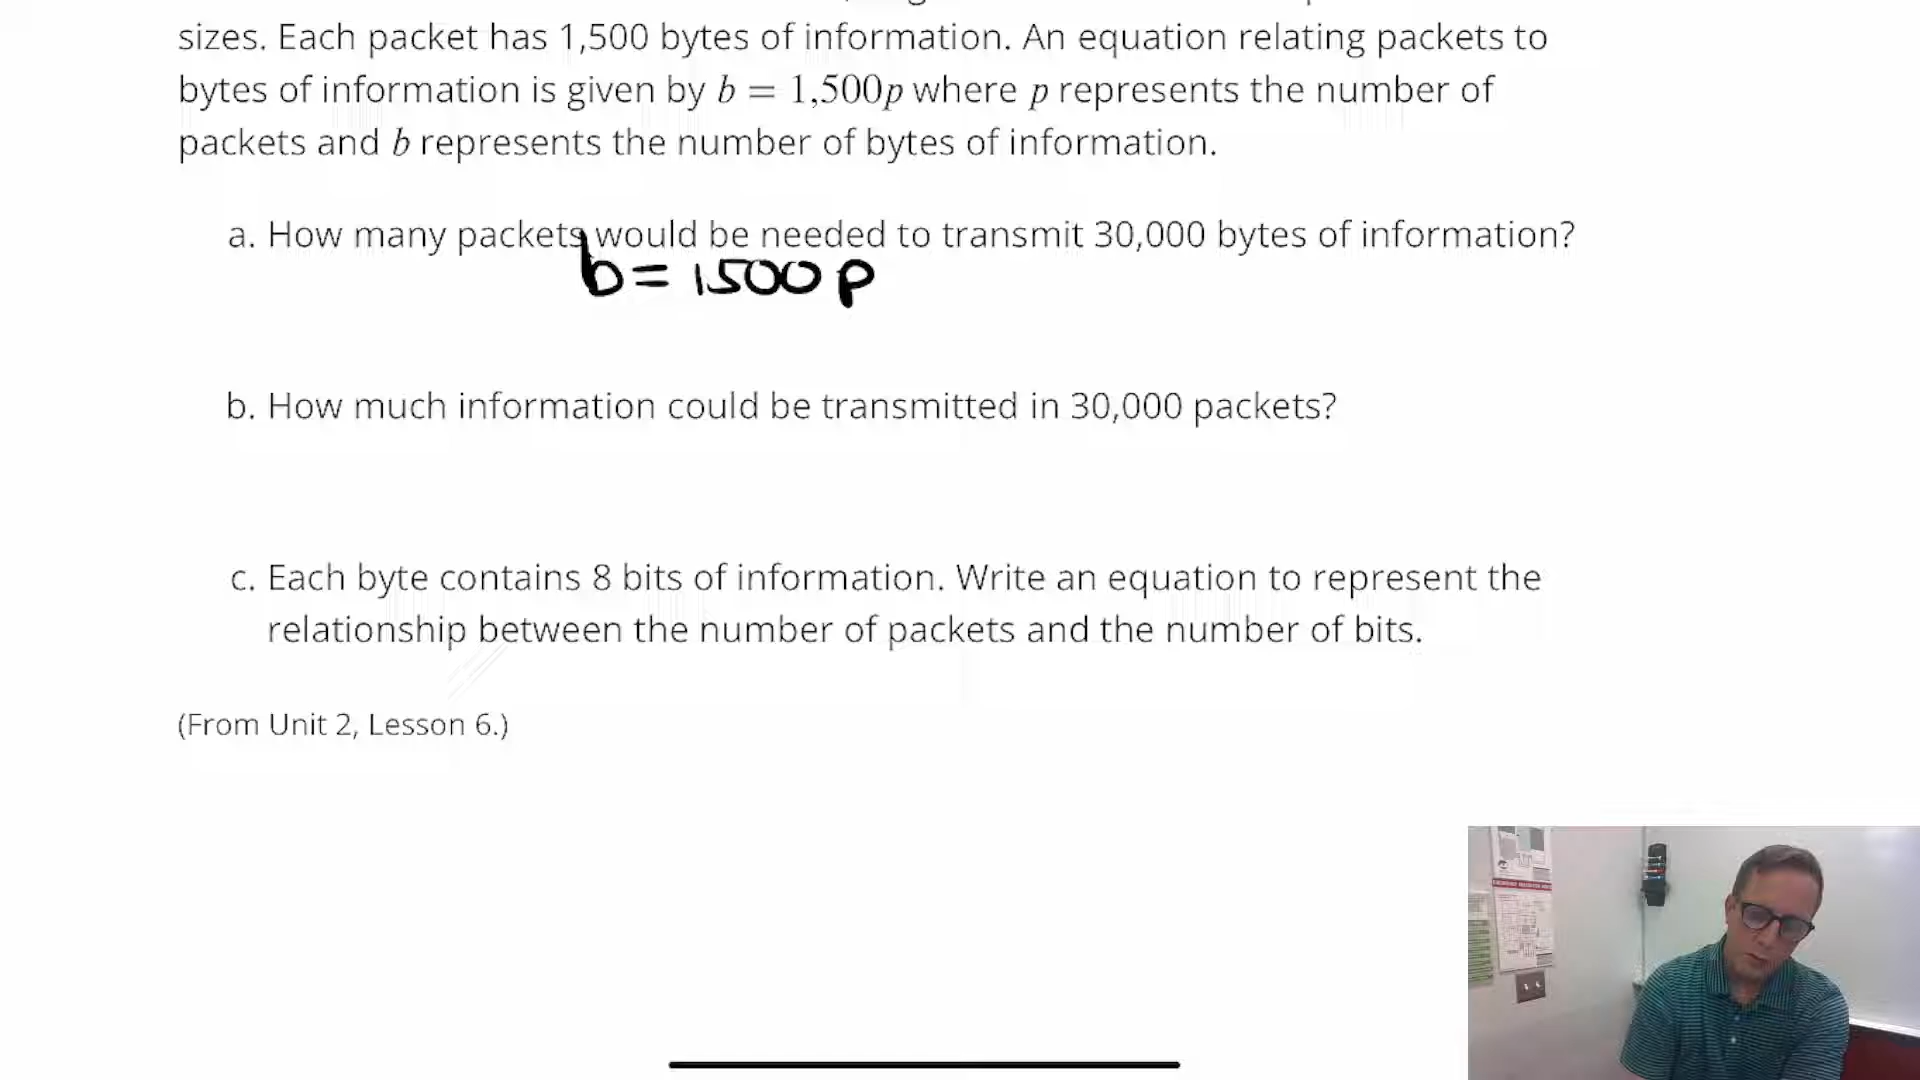 sizes. Each packet has 1,500 bytes of information. An equation relating packets to
bytes of information is given by b = 1,500p where p represents the number of
packets and b represents the number of bytes of information.
a. How many packets would be needed to transmit 30,000 bytes of information?
b = 1500 p
b. How much information could be transmitted in 30,000 packets?
c. Each byte contains 8 bits of information. Write an equation to represent the
relationship between the number of packets and the number of bits.
(From Unit 2, Lesson 6.)